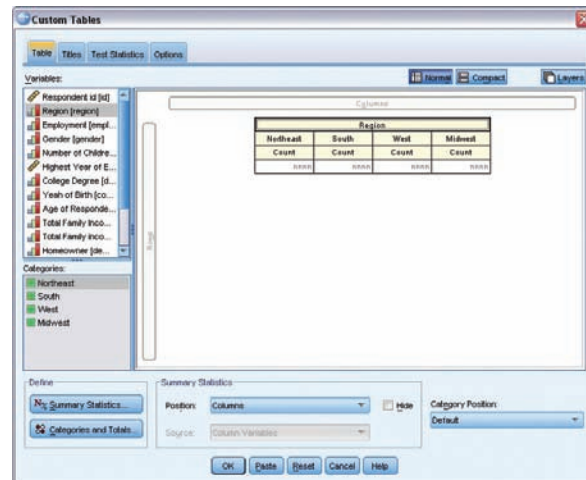 Custom Tables
Table Titles Test Statistics Options
Variables:
Normal Compact Layers
Respondent id [id]
Region [region]
Employment [empl...
Gender [gender]
Number of Childre...
Highest Year of E...
College Degree [d...
Yeah of Birth [co...
Age of Responde...
Total Family Inco...
Total Family Inco...
Homeowner [de...
Categories:
Northeast
South
West
Midwest
Columns
Rows
Region
Northeast South West Midwest
Count Count Count Count
nnnn nnnn nnnn nnnn
Define
N% Summary Statistics...
Categories and Totals...
Summary Statistics
Position: Columns Hide
Source: Column Variables
Category Position:
Default
OK Paste Reset Cancel Help